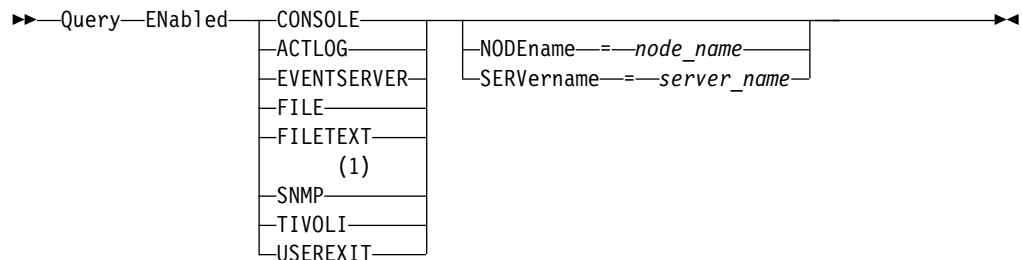 Query ENabled CONSOLE
ACTLOG NODEname = node_name
EVENTSERVER SERVername = server_name
FILE
FILETEXT
(1)
SNMP
TIVOLI
USEREXIT